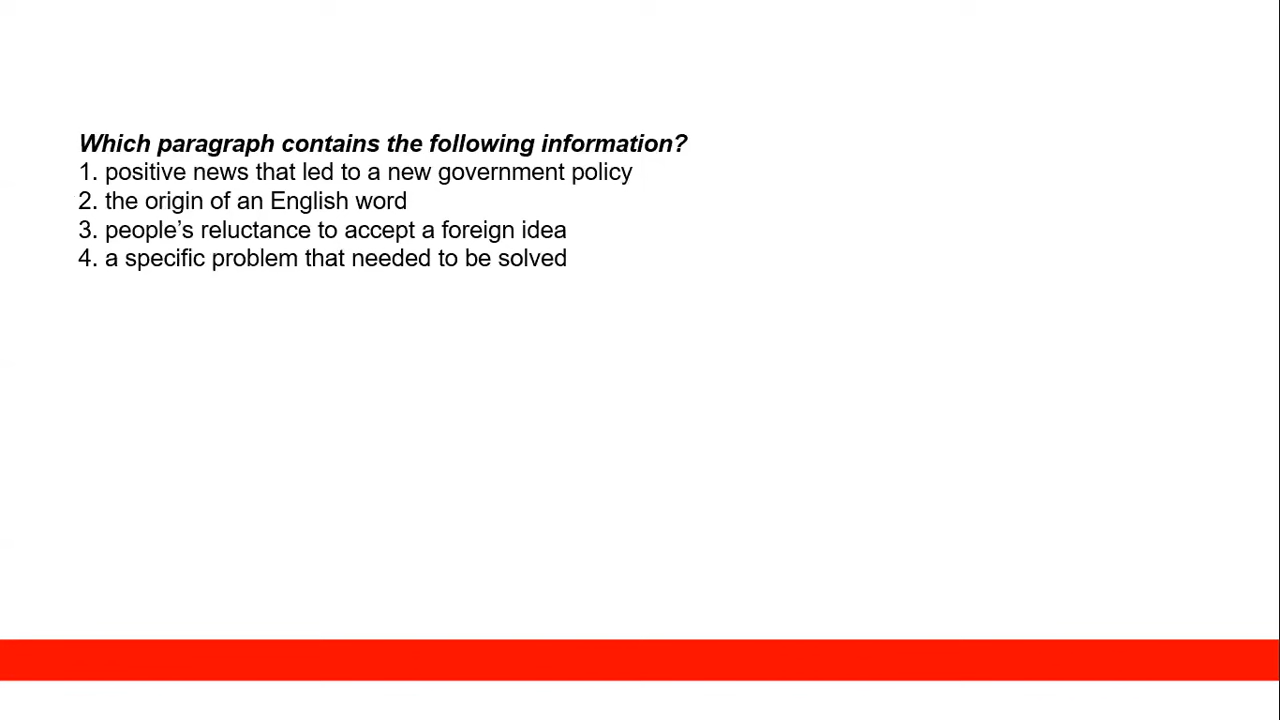 Which paragraph contains the following information?
1. positive news that led to a new government policy
2. the origin of an English word
3. people’s reluctance to accept a foreign idea
4. a specific problem that needed to be solved